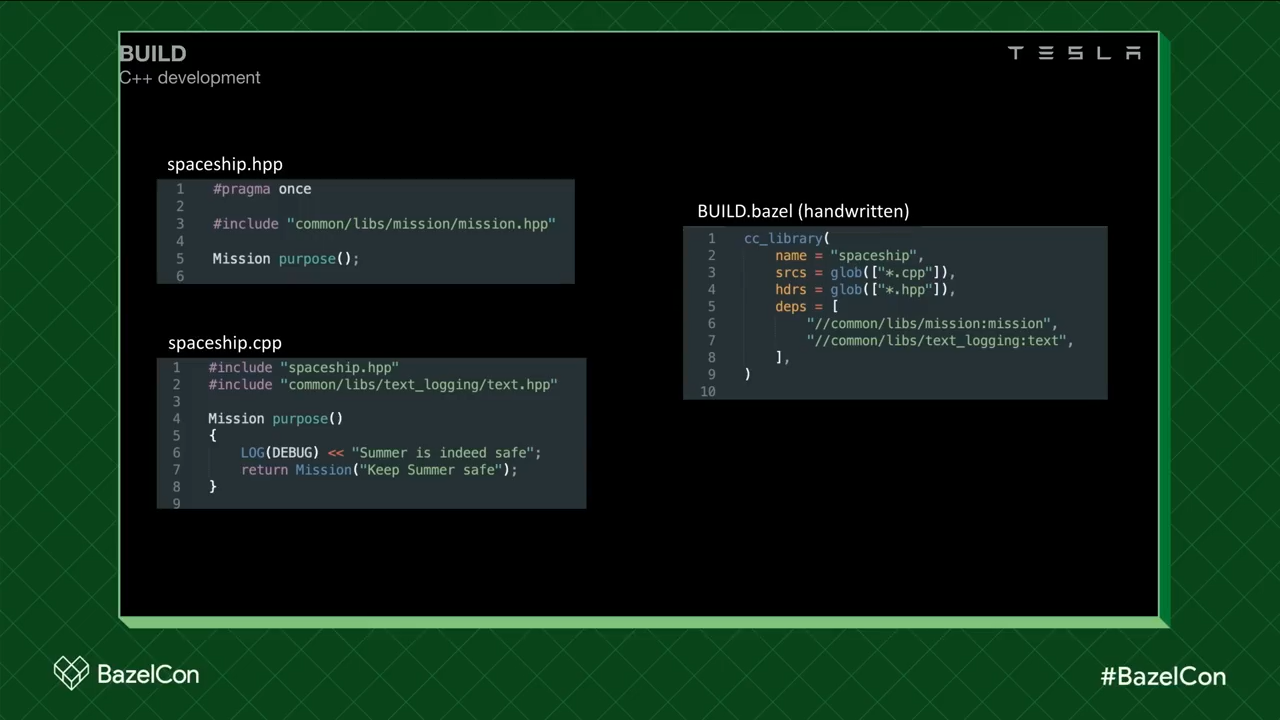 BUILD
C++ development
TESLA
spaceship.hpp
1 #pragma once
2
3 #include "common/libs/mission/mission.hpp"
4
5 Mission purpose();
6
spaceship.cpp
1 #include "spaceship.hpp"
2 #include "common/libs/text_logging/text.hpp"
3
4 Mission purpose()
5 {
6 LOG(DEBUG) << "Summer is indeed safe";
7 return Mission("Keep Summer safe");
8 }
9
BUILD.bazel (handwritten)
1 cc_library(
2 name = "spaceship",
3 srcs = glob(["*.cpp"]),
4 hdrs = glob(["*.hpp"]),
5 deps = [
6 "//common/libs/mission:mission",
7 "//common/libs/text_logging:text",
8 ],
9 )
10
BazelCon
#BazelCon